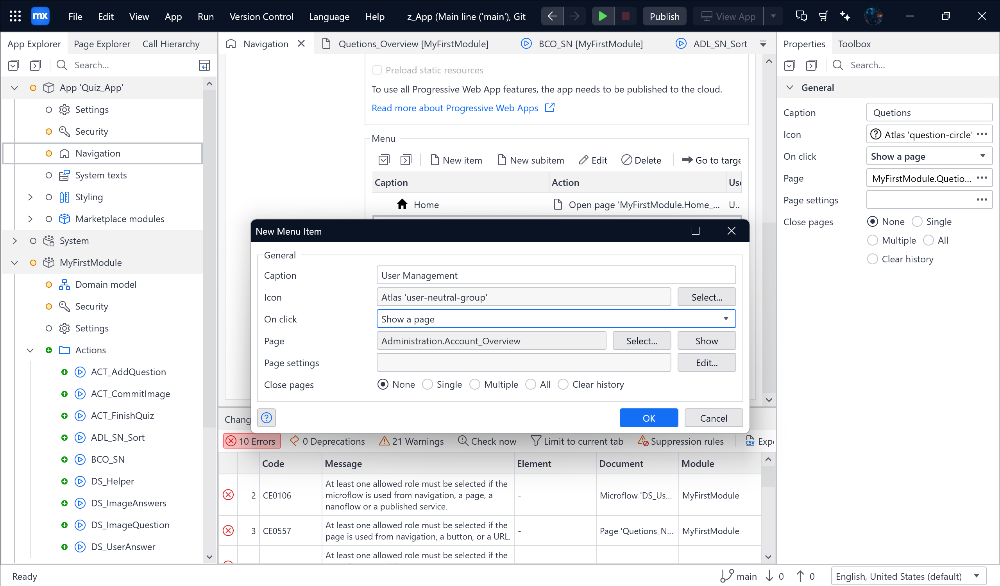 mx File Edit View App Run Version Control Language Help z_App (Main line ('main'), Git Publish View App
App Explorer Page Explorer Call Hierarchy
Search...
App 'Quiz_App'
Settings
Security
Navigation
System texts
Styling
Marketplace modules
System
MyFirstModule
Domain model
Security
Settings
Actions
ACT_AddQuestion
ACT_CommitImage
ACT_FinishQuiz
ADL_SN_Sort
BCO_SN
DS_Helper
DS_ImageAnswers
DS_ImageQuestion
DS_UserAnswer
Navigation Quetions_Overview [MyFirstModule] BCO_SN [MyFirstModule] ADL_SN_Sort
Preload static resources
To use all Progressive Web App features, the app needs to be published to the cloud.
Read more about Progressive Web Apps
Menu
New item New subitem Edit Delete Go to targe
Caption Action Use
Home Open page 'MyFirstModule.Home_... U..
New Menu Item
General
Caption User Management
Icon Atlas 'user-neutral-group' Select...
On click Show a page
Page Administration.Account_Overview Select... Show
Page settings Edit...
Close pages None Single Multiple All Clear history
? OK Cancel
Chang
10 Errors 0 Deprecations 21 Warnings Check now Limit to current tab Suppression rules CSV Expo
Code Message Element Document Module
2 CE0106 At least one allowed role must be selected if the
microflow is used from navigation, a page, a
nanoflow or a published service. - Microflow 'DS_Us... MyFirstModule
3 CE0557 At least one allowed role must be selected if the
page is used from navigation, a button, or a URL. - Page 'Quetions_N... MyFirstModule
At least one allowed role must be selected if the
Properties Toolbox
Search...
General
Caption Quetions
Icon Atlas 'question-circle' ...
On click Show a page
Page MyFirstModule.Quetio... ...
Page settings ...
Close pages None Single
Multiple All
Clear history
Ready main 0 0 English, United States (default)